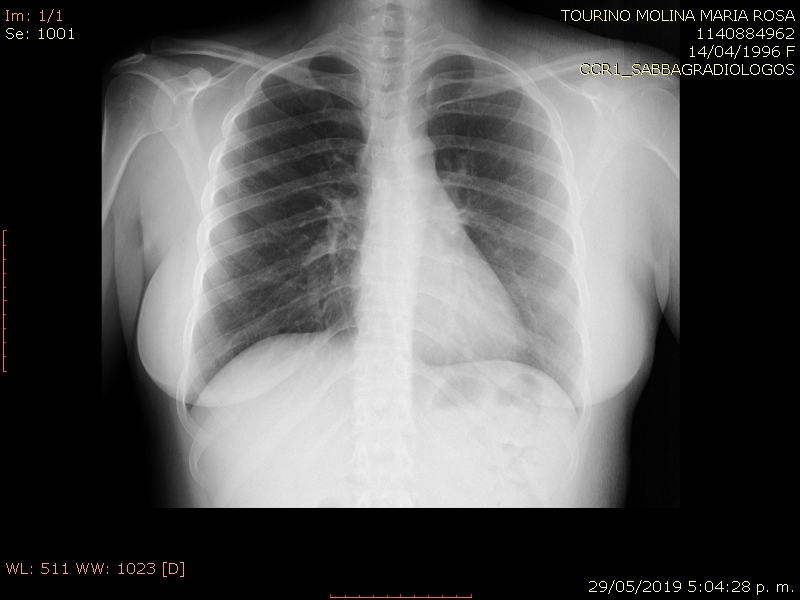 Im: 1/1
Se: 1001
TOURINO MOLINA MARIA ROSA
1140884962
14/04/1996 F
CCR1_SABBAGRADIOLOGOS
WL: 511 WW: 1023 [D]
29/05/2019 5:04:28 p. m.